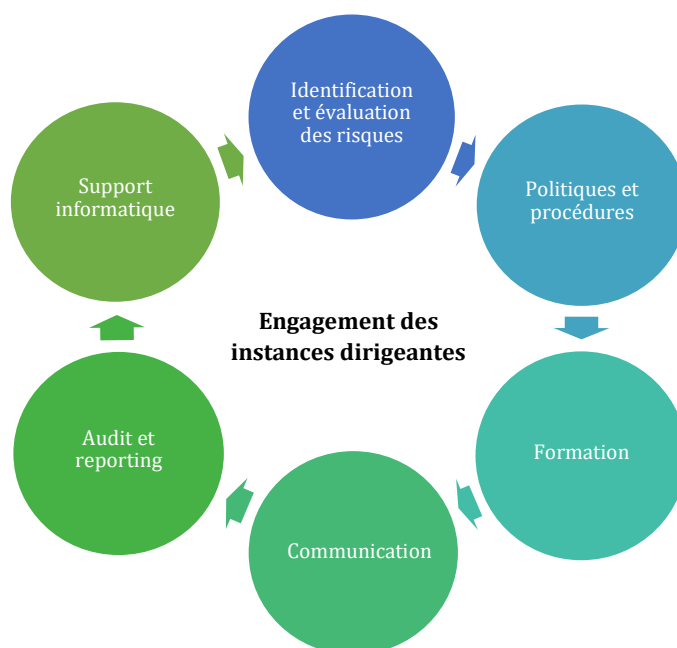 Identification
et évaluation
des risques
Politiques et
procédures
Formation
Communication
Audit et
reporting
Support
informatique
Engagement des
instances dirigeantes